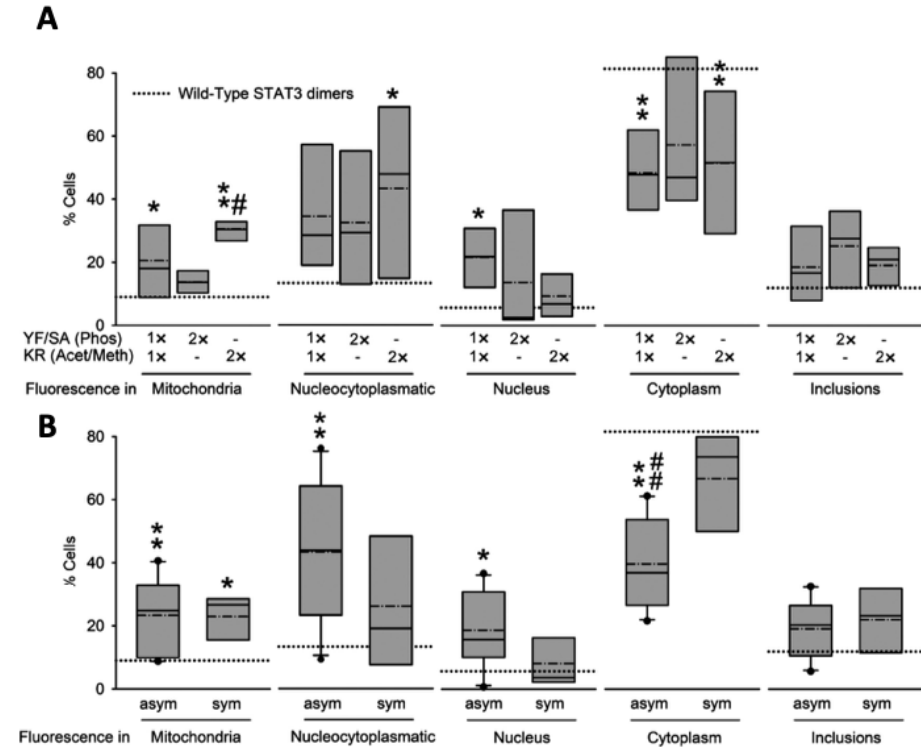 A
80
60
40
20
0
% Cells
Wild-Type STAT3 dimers
* ** # * * ** **
YF/SA (Phos) 1× 2× - 1× 2× - 1× 2× - 1× 2× - 1× 2× -
KR (Acet/Meth) 1× - 2× 1× - 2× 1× - 2× 1× - 2× 1× - 2×
Fluorescence in Mitochondria Nucleocytoplasmatic Nucleus Cytoplasm Inclusions
B
80
60
40
20
0
% Cells
** * ** * ** ##
asym sym asym sym asym sym asym sym asym sym
Fluorescence in Mitochondria Nucleocytoplasmatic Nucleus Cytoplasm Inclusions